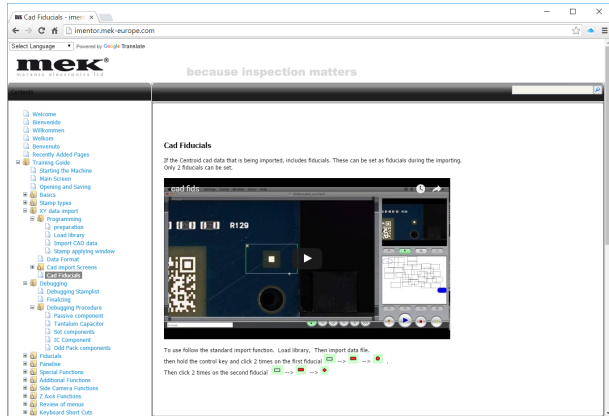 mek Cad Fiducials - imen
imentor.mek-europe.com
Select Language Powered by Google Translate
mek®
marantz electronics ltd
because inspection matters
Contents
Welcome
Bienvenido
Willkommen
Welkom
Benvenuto
Recently Added Pages
Training Guide
Starting the Machine
Main Screen
Opening and Saving
Basics
Stamp types
XY data import
Programming
preparation
Load library
Import CAD data
Stamp applying window
Data Format
Cad import Screens
Cad Fiducials
Debugging
Debugging Stamplist
Finalizing
Debugging Procedure
Passive component
Tantalum Capacitor
Set components
IC Component
Odd Pack components
Fiducials
Panelise
Special Functions
Additional Functions
Side Camera Functions
Z Axis Functions
Review of menus
Keyboard Short Cuts
Cad Fiducials
If the Centroid cad data that is being imported, includes fiducials. These can be set as fiducials during the importing.
Only 2 fiducials can be set.
cad fids
R129
To use follow the standard import function. Load library, Then import data file.
then hold the control key and click 2 times on the first fiducial --> --> .
Then click 2 times on the second fiducial --> -->